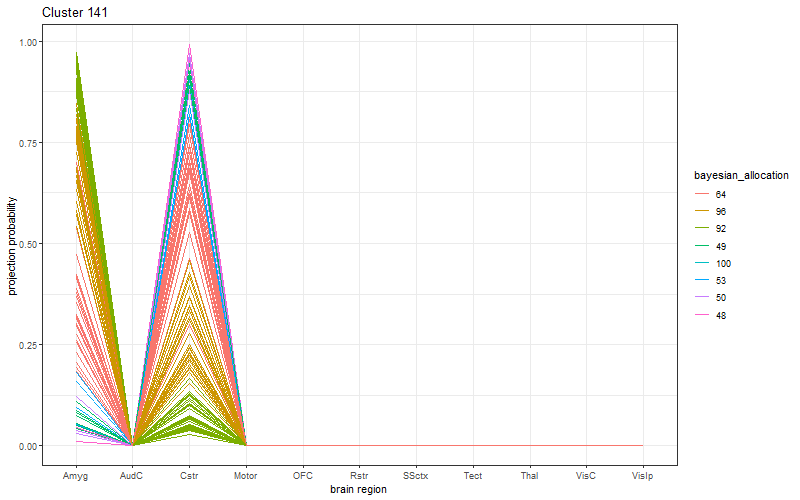 Cluster 141
1.00
0.75
0.50
0.25
0.00
projection probability
Amyg AudC Cstr Motor OFC Rstr SSctx Tect Thal VisC VisIp
brain region
bayesian_allocation
64
96
92
49
100
53
50
48